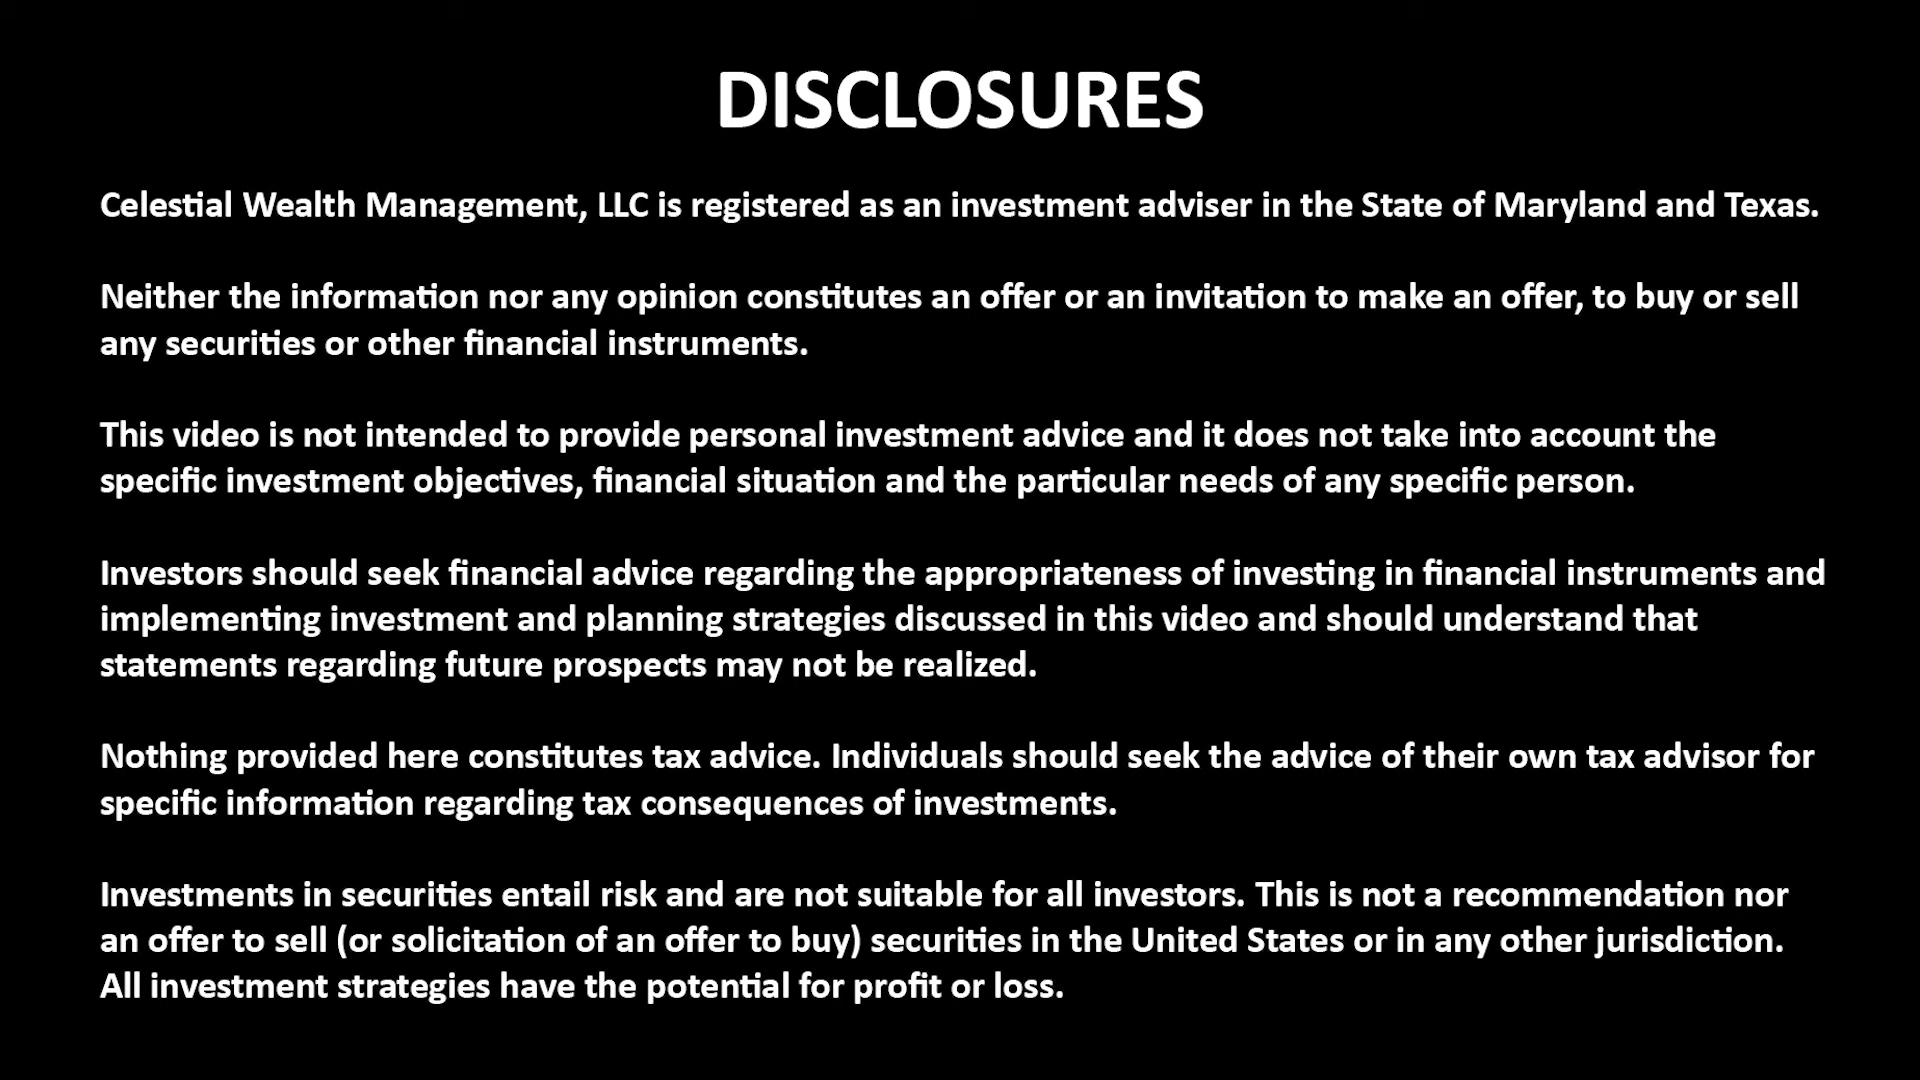 DISCLOSURES
Celestial Wealth Management, LLC is registered as an investment adviser in the State of Maryland and Texas.
Neither the information nor any opinion constitutes an offer or an invitation to make an offer, to buy or sell
any securities or other financial instruments.
This video is not intended to provide personal investment advice and it does not take into account the
specific investment objectives, financial situation and the particular needs of any specific person.
Investors should seek financial advice regarding the appropriateness of investing in financial instruments and
implementing investment and planning strategies discussed in this video and should understand that
statements regarding future prospects may not be realized.
Nothing provided here constitutes tax advice. Individuals should seek the advice of their own tax advisor for
specific information regarding tax consequences of investments.
Investments in securities entail risk and are not suitable for all investors. This is not a recommendation nor
an offer to sell (or solicitation of an offer to buy) securities in the United States or in any other jurisdiction.
All investment strategies have the potential for profit or loss.